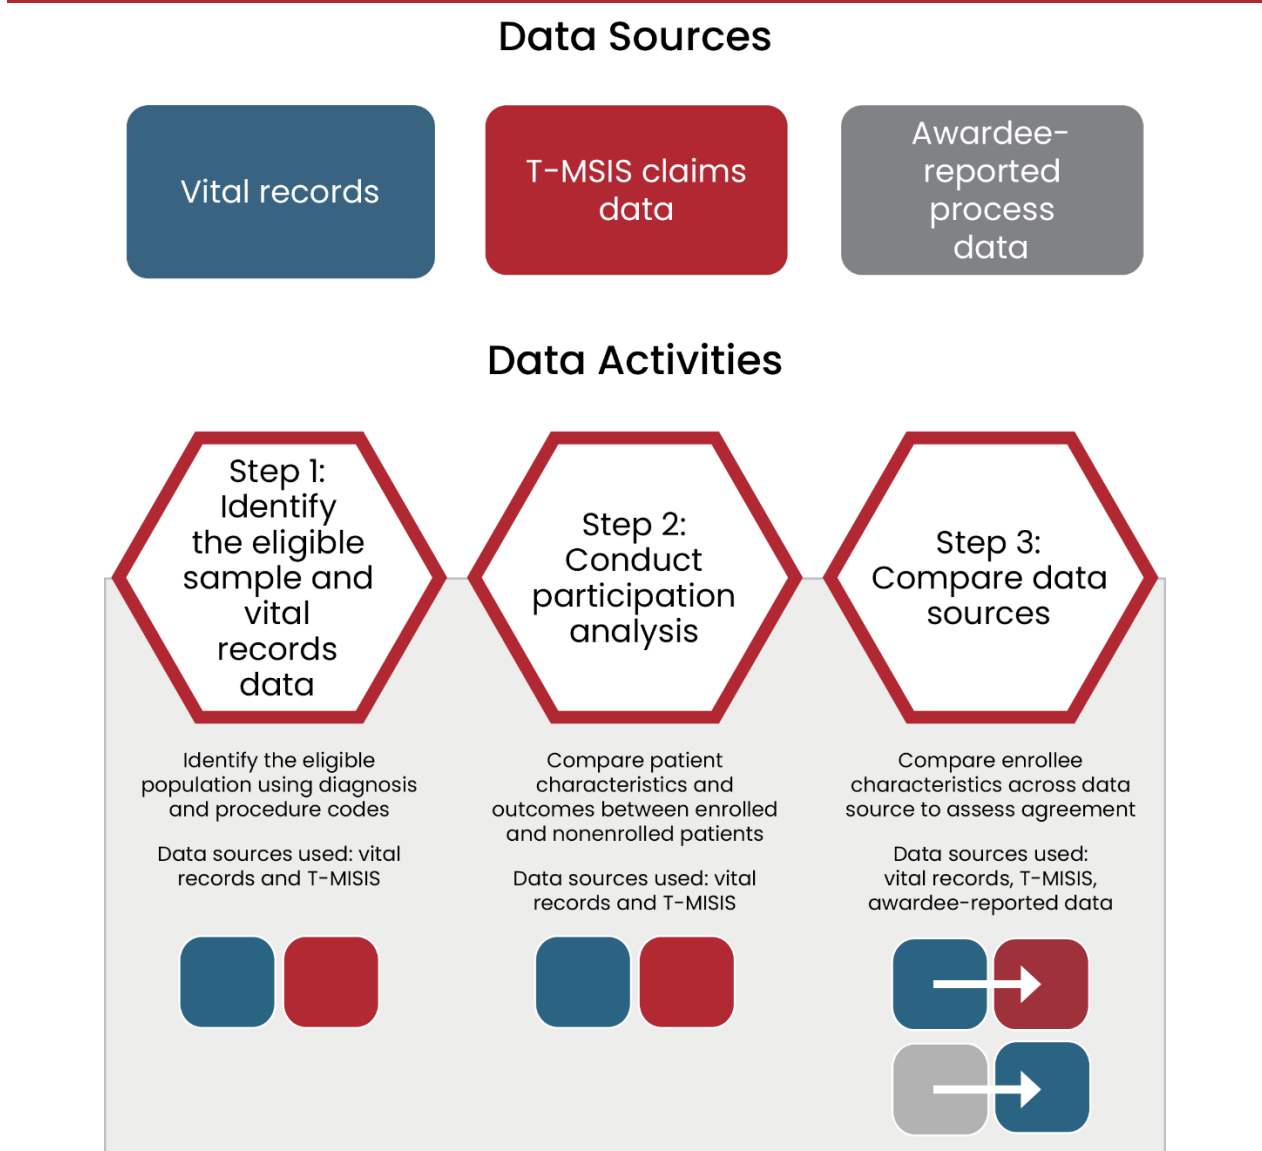 Data Sources
Vital records
T-MSIS claims
data
Awardee-
reported
process
data
Data Activities
Step 1:
Identify
the eligible
sample and
vital
records
data
Step 2:
Conduct
participation
analysis
Step 3:
Compare data
sources
Identify the eligible
population using diagnosis
and procedure codes
Data sources used: vital
records and T-MISIS
Compare patient
characteristics and
outcomes between enrolled
and nonenrolled patients
Data sources used: vital
records and T-MISIS
Compare enrollee
characteristics across data
source to assess agreement
Data sources used:
vital records, T-MISIS,
awardee-reported data